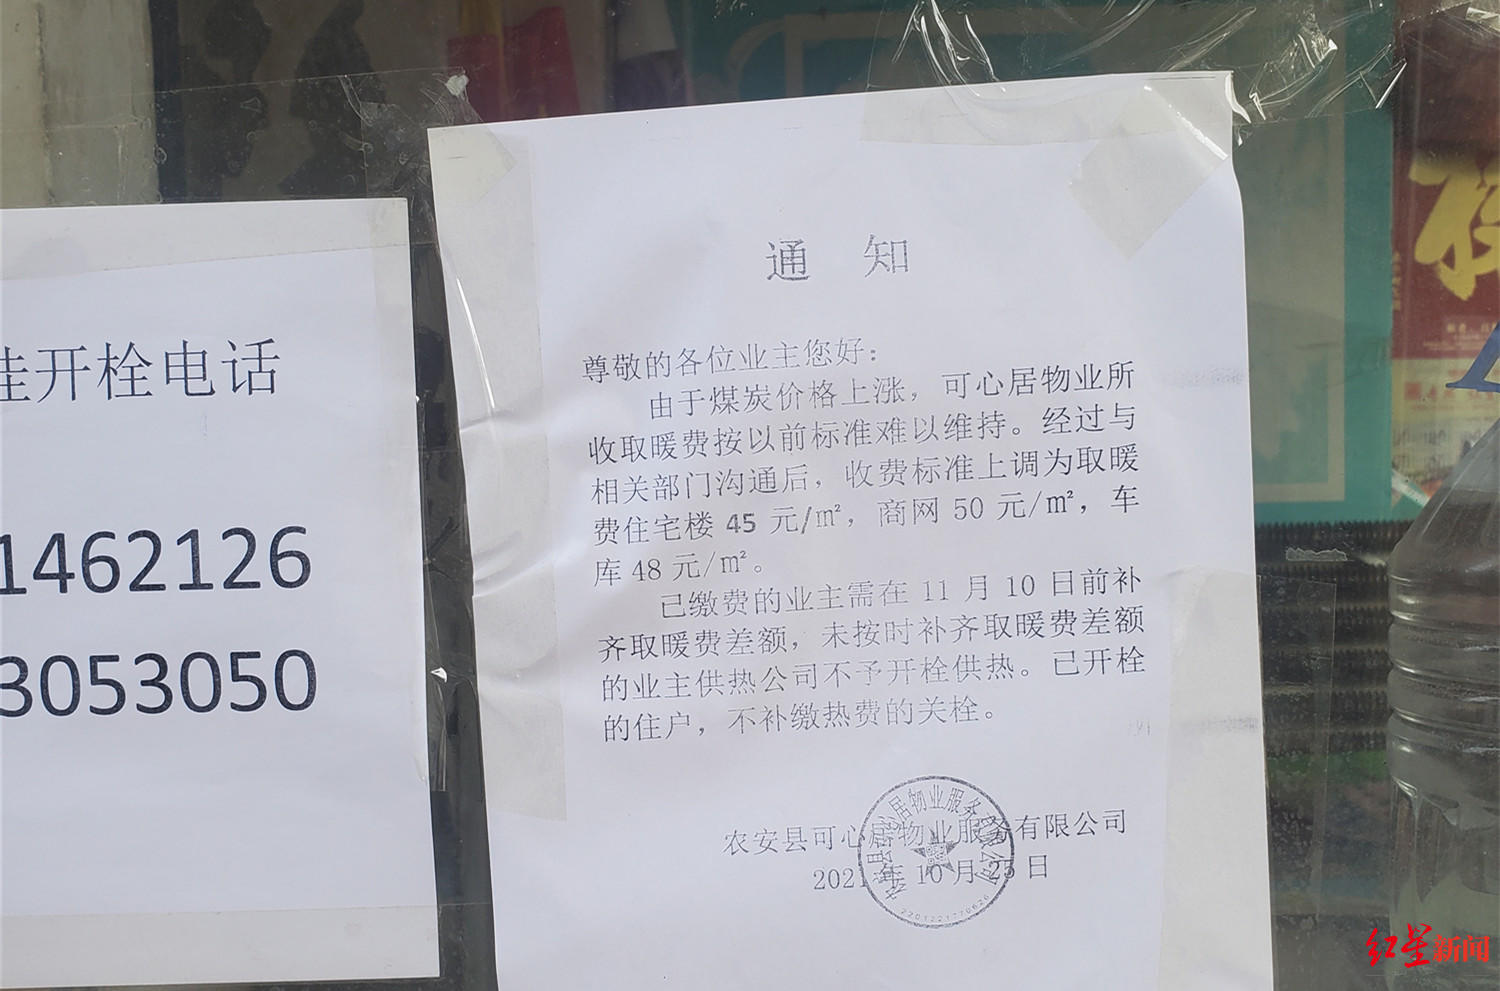 开栓电话
1462126
3053050
通 知
尊敬的各位业主您好：
由于煤炭价格上涨，可心居物业所
收取暖费按以前标准难以维持。经过与
相关部门沟通后，收费标准上调为取暖
费住宅楼 45 元/㎡，商网 50 元/㎡，车
库 48 元/㎡。
已缴费的业主需在 11 月 10 日前补
齐取暖费差额，未按时补齐取暖费差额
的业主供热公司不予开栓供热。已开栓
的住户，不补缴热费的关栓。
农安县可心居物业服务有限公司
2021 年 10 月 25 日
红星新闻